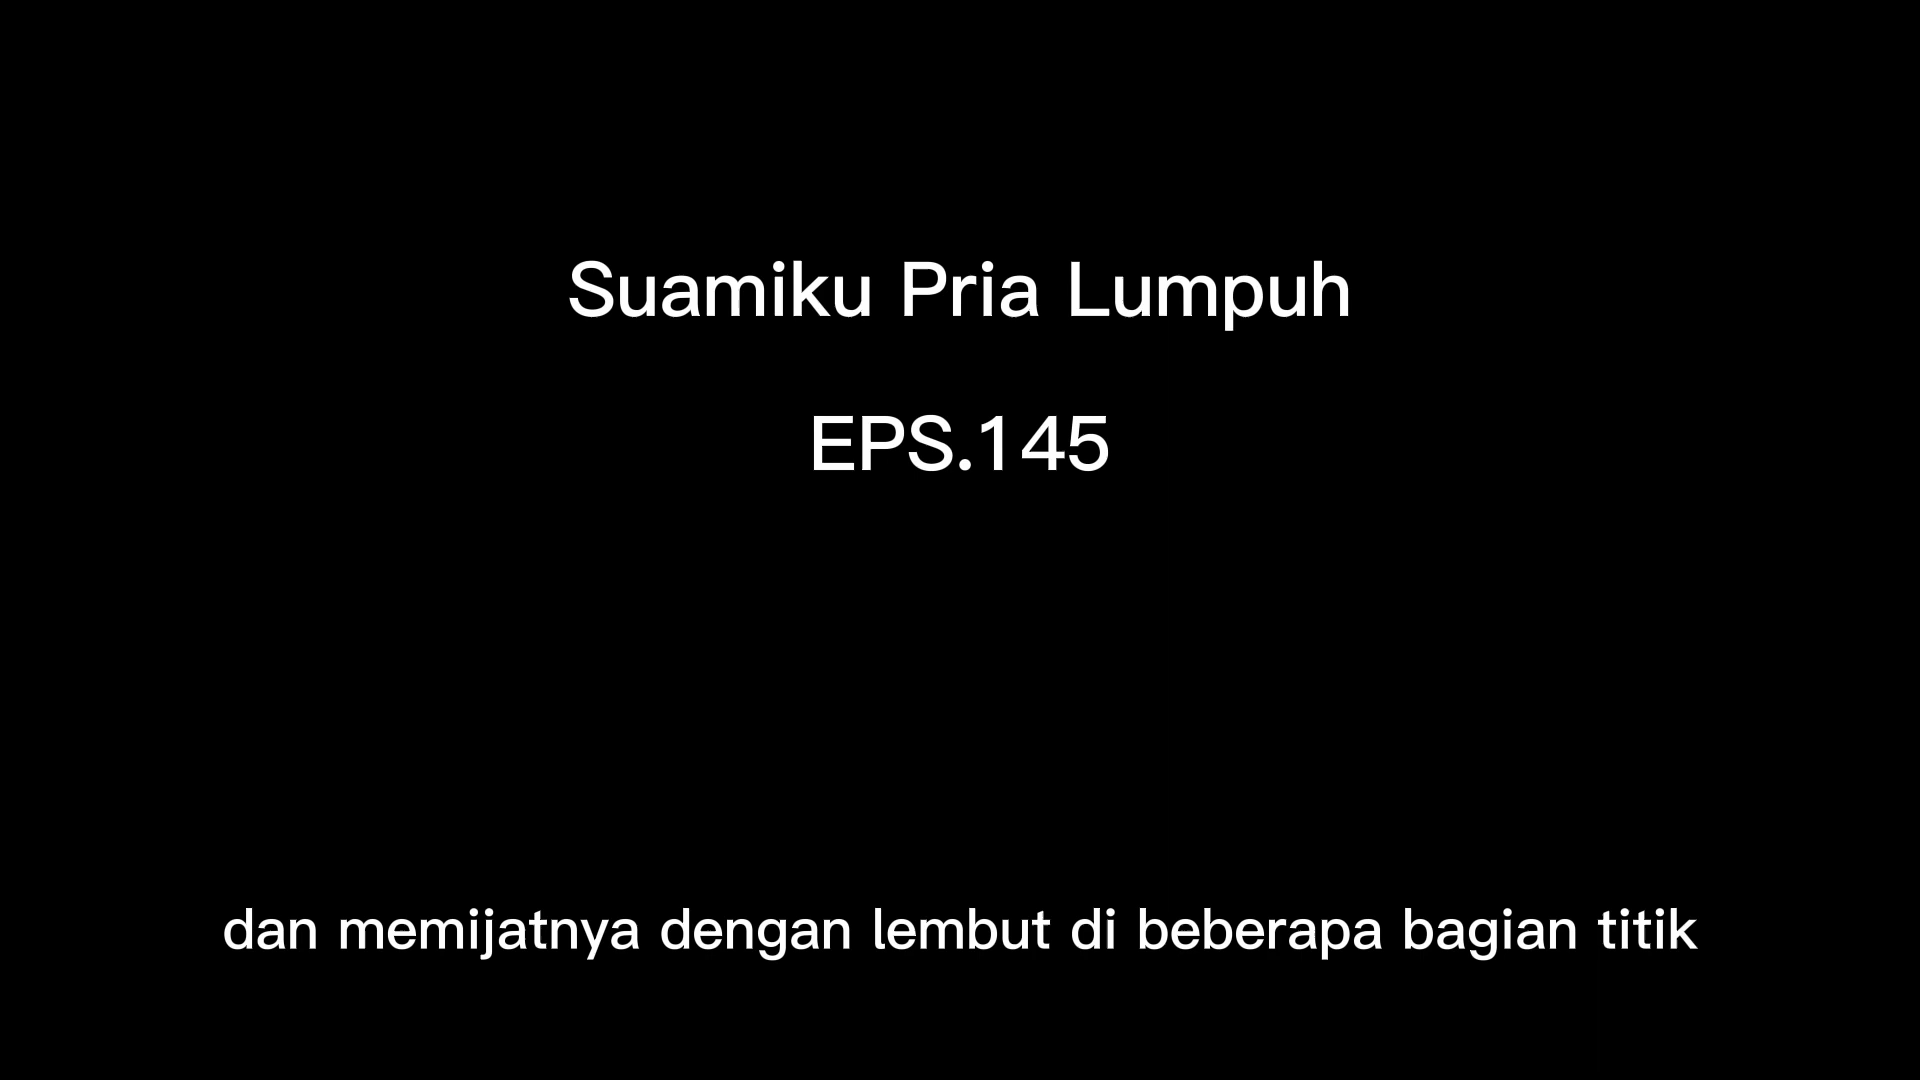 Suamiku Pria Lumpuh
EPS.145
dan memijatnya dengan lembut di beberapa bagian titik